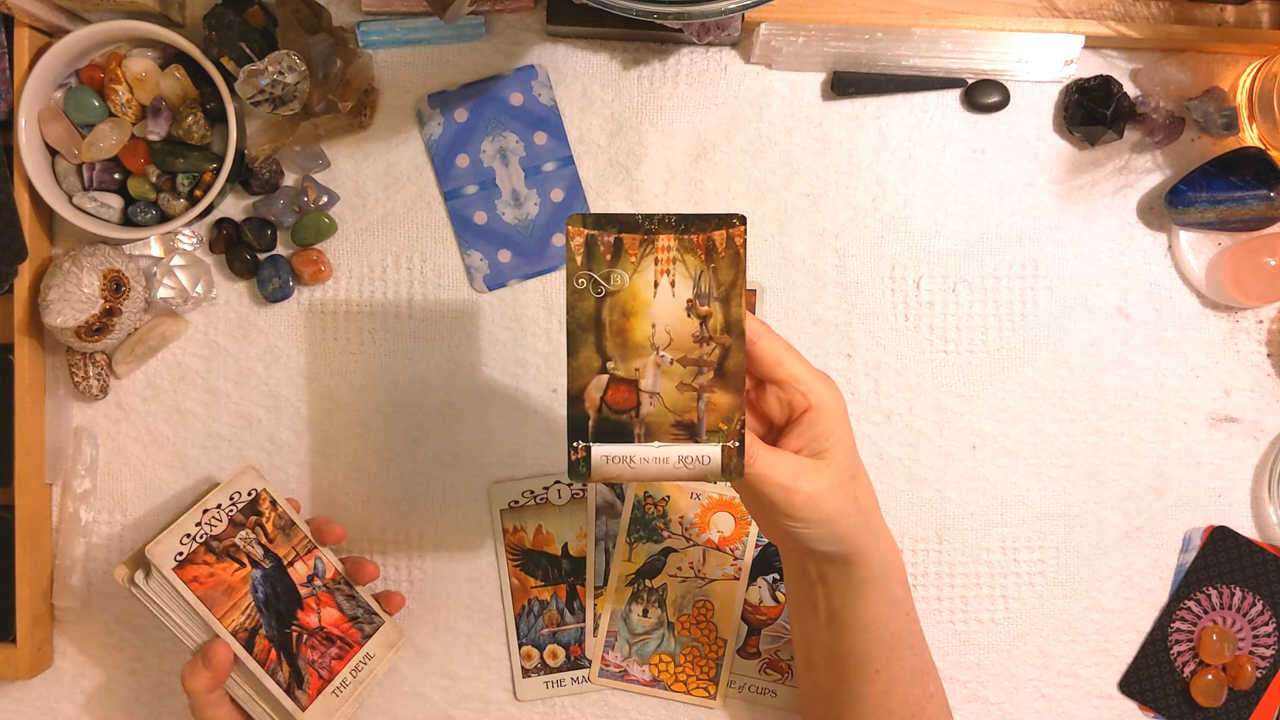 13
FORK IN THE ROAD
XV
THE DEVIL
I
THE MA
IX
E of CUPS